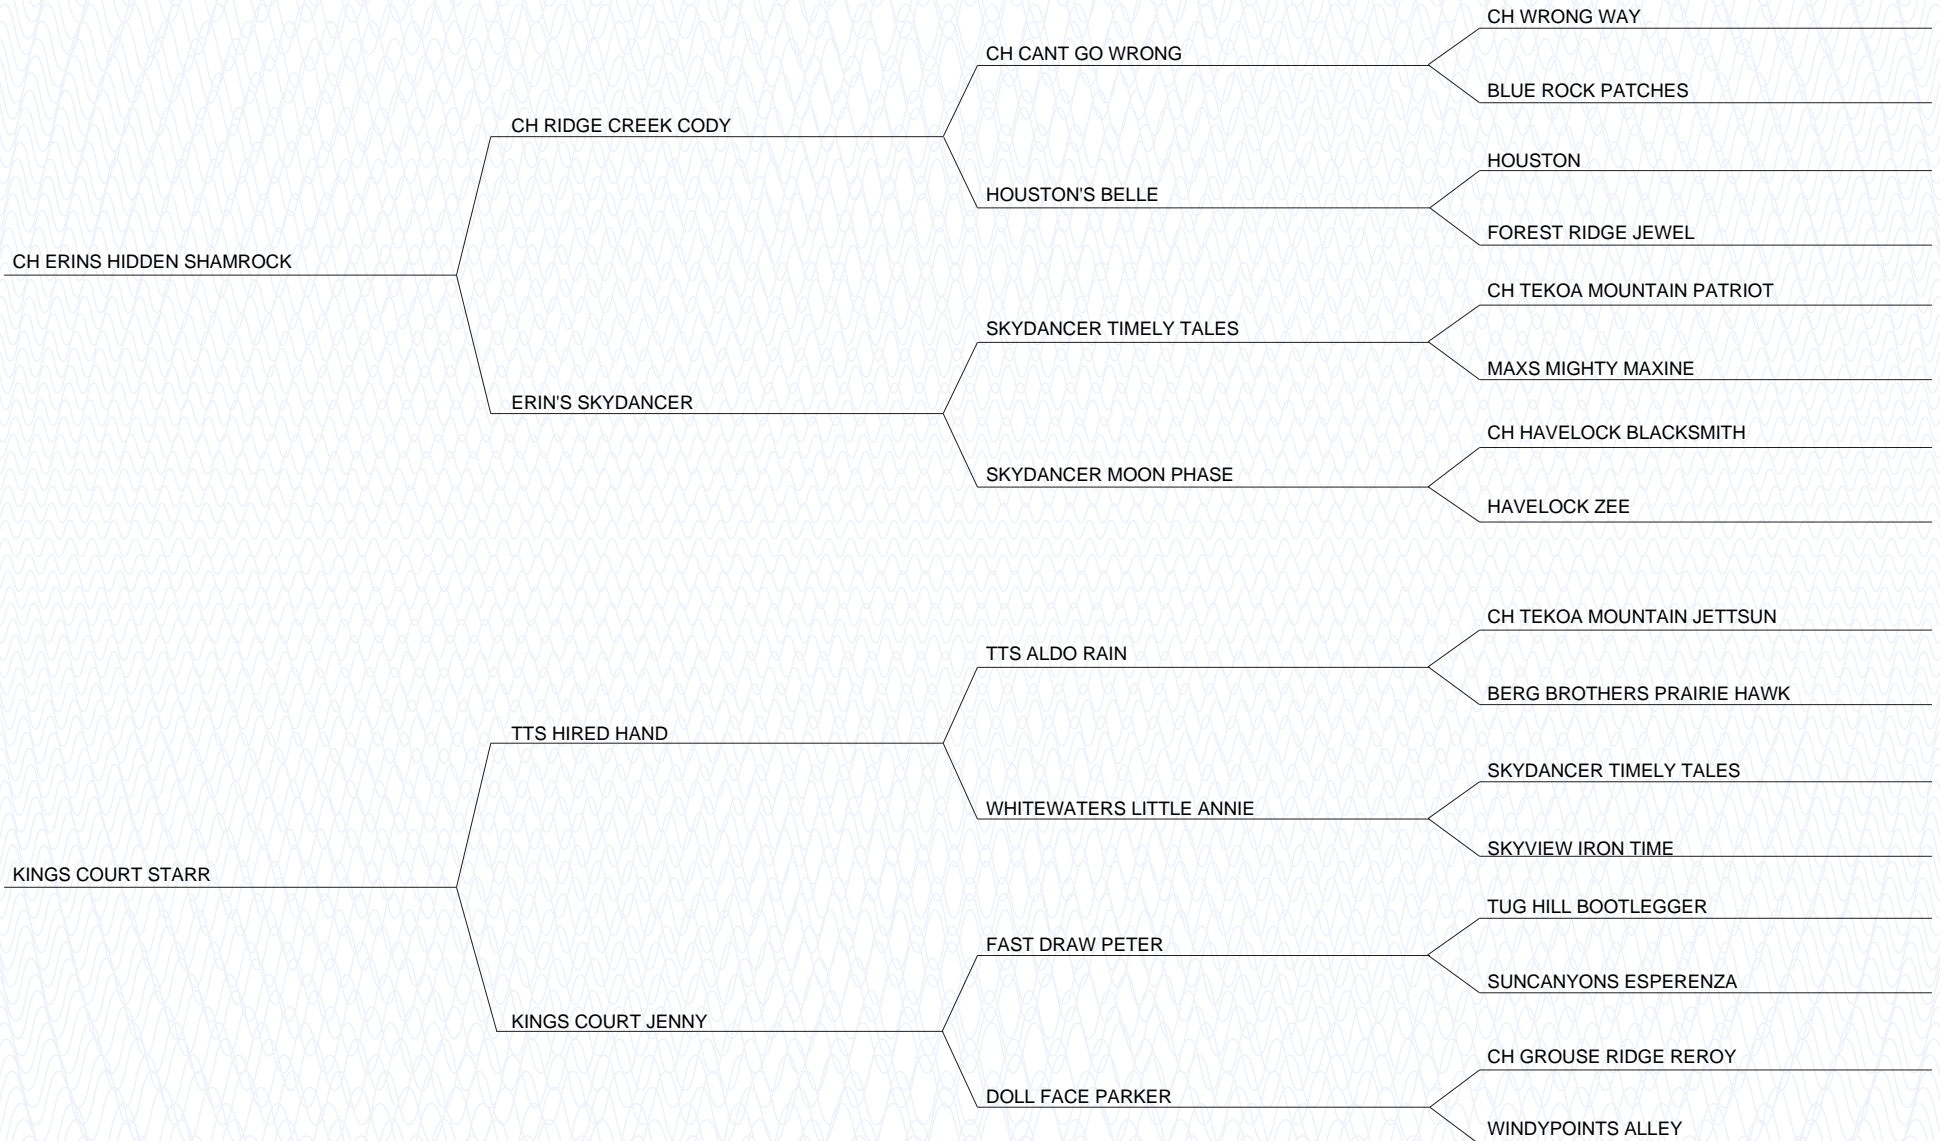 CH WRONG WAY
CH CANT GO WRONG
BLUE ROCK PATCHES
CH RIDGE CREEK CODY
HOUSTON
HOUSTON'S BELLE
FOREST RIDGE JEWEL
CH ERINS HIDDEN SHAMROCK
CH TEKOA MOUNTAIN PATRIOT
SKYDANCER TIMELY TALES
MAXS MIGHTY MAXINE
ERIN'S SKYDANCER
CH HAVELOCK BLACKSMITH
SKYDANCER MOON PHASE
HAVELOCK ZEE
CH TEKOA MOUNTAIN JETTSUN
TTS ALDO RAIN
BERG BROTHERS PRAIRIE HAWK
TTS HIRED HAND
SKYDANCER TIMELY TALES
WHITEWATERS LITTLE ANNIE
SKYVIEW IRON TIME
KINGS COURT STARR
TUG HILL BOOTLEGGER
FAST DRAW PETER
SUNCANYONS ESPERENZA
KINGS COURT JENNY
CH GROUSE RIDGE REROY
DOLL FACE PARKER
WINDYPOINTS ALLEY